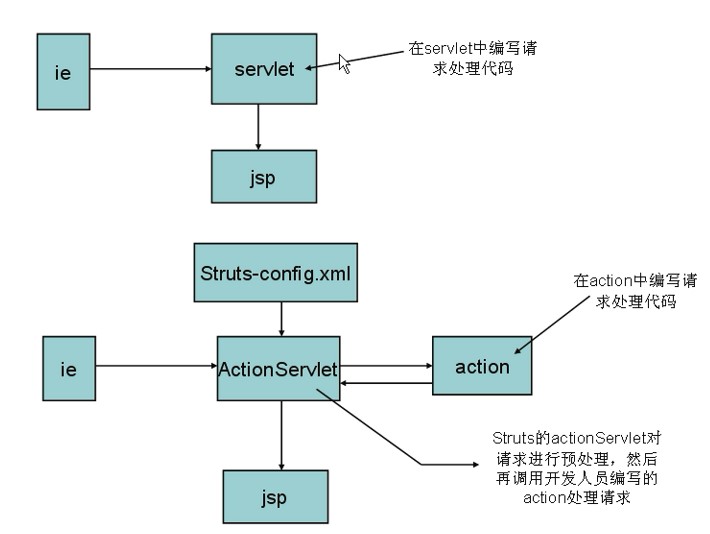 ie
servlet
在servlet中编写请
求处理代码
jsp
Struts-config.xml
在action中编写请
求处理代码
ie
ActionServlet
action
Struts的actionServlet对
请求进行预处理，然后
再调用开发人员编写的
action处理请求
jsp